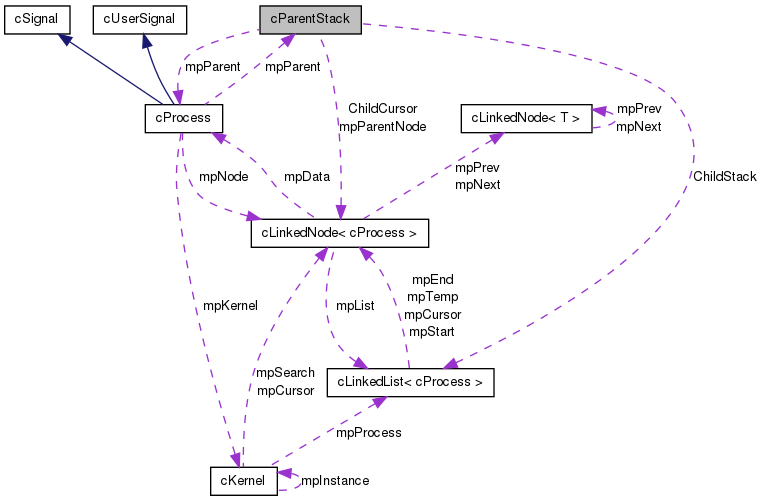 cSignal
cUserSignal
cParentStack
mpParent
mpParent
ChildCursor
mpParentNode
cProcess
cLinkedNode< T >
mpPrev
mpNext
mpNode
mpData
mpPrev
mpNext
ChildStack
cLinkedNode< cProcess >
mpKernel
mpList
mpEnd
mpTemp
mpCursor
mpStart
mpSearch
mpCursor
cLinkedList< cProcess >
mpProcess
cKernel
mpInstance